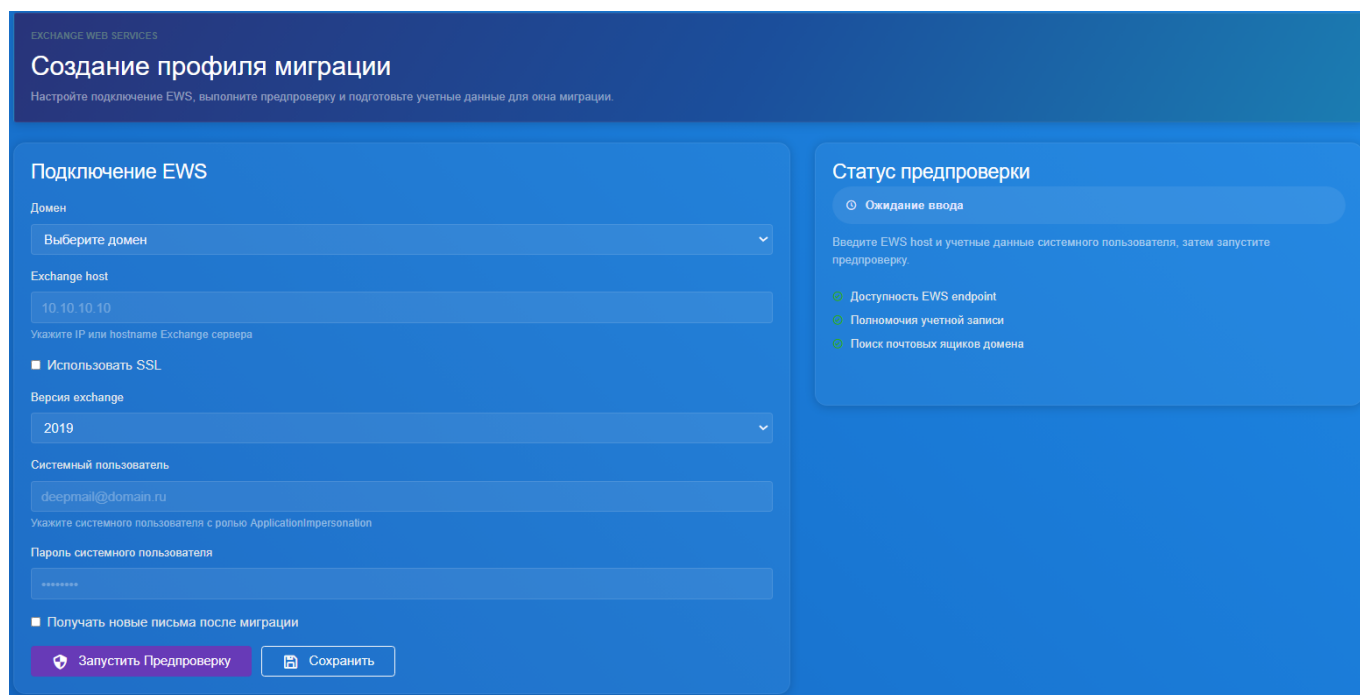 EXCHANGE WEB SERVICES
Создание профиля миграции
Настройте подключение EWS, выполните предпроверку и подготовьте учетные данные для окна миграции.
Подключение EWS
Домен
Выберите домен
Exchange host
10.10.10.10
Укажите IP или hostname Exchange сервера
Использовать SSL
Версия exchange
2019
Системный пользователь
deepmail@domain.ru
Укажите системного пользователя с ролью ApplicationImpersonation
Пароль системного пользователя
••••••••
Получать новые письма после миграции
Запустить Предпроверку
Сохранить
Статус предпроверки
Ожидание ввода
Введите EWS host и учетные данные системного пользователя, затем запустите
предпроверку.
Доступность EWS endpoint
Полномочия учетной записи
Поиск почтовых ящиков домена